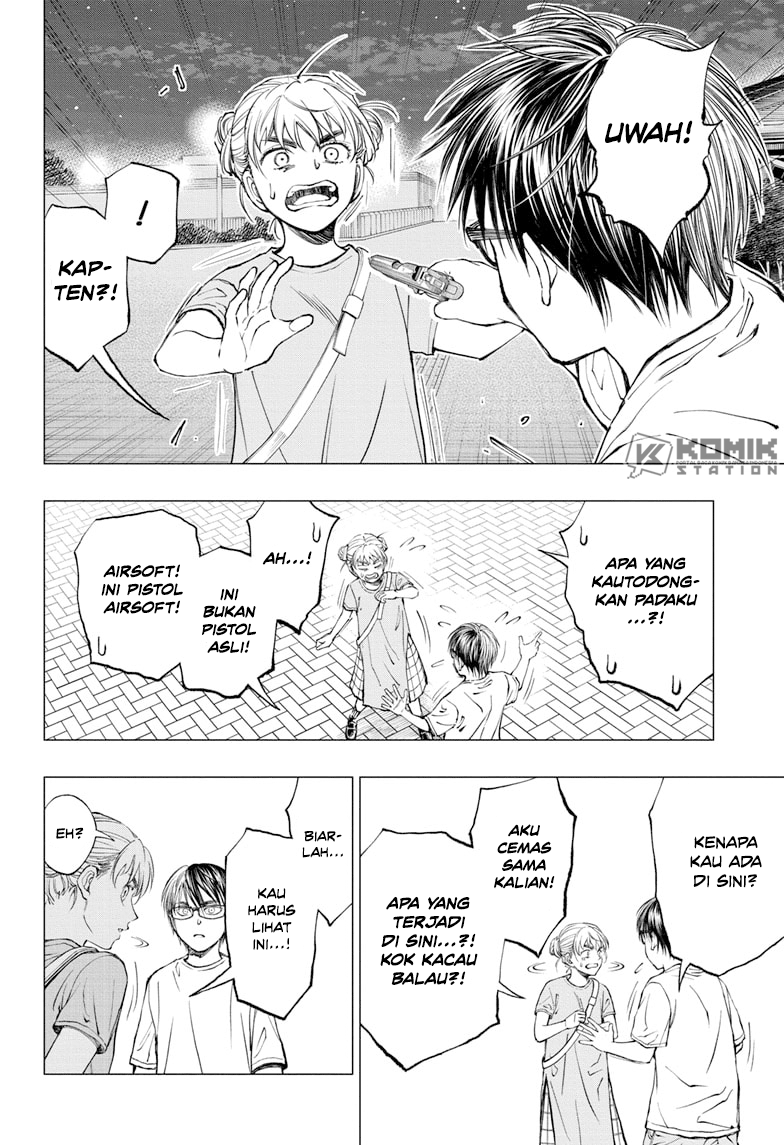 UWAH!
!
KAP-
TEN?!
KOMIK
STATION
APA YANG
KAUTODONG-
KAN PADAKU
...?!
AH...!
INI
BUKAN
PISTOL
ASLI!
AIRSOFT!
INI PISTOL
AIRSOFT!
KENAPA
KAU ADA
DI SINI?
AKU
CEMAS
SAMA
KALIAN!
APA YANG
TERJADI
DI SINI...?!
KOK KACAU
BALAU?!
BIAR-
LAH...
KAU
HARUS
LIHAT
INI...!
EH?